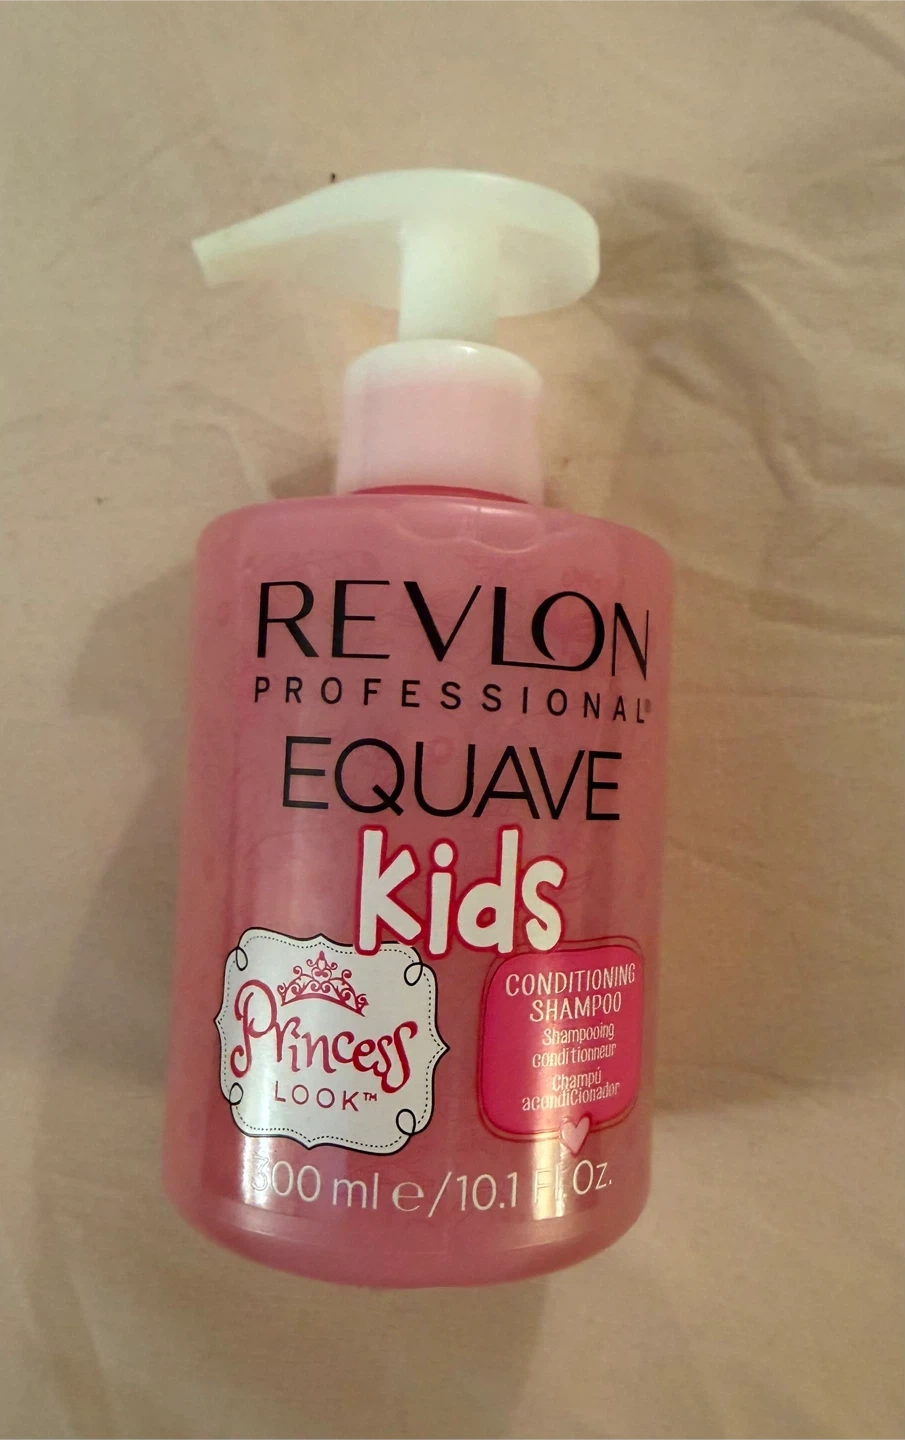 REVLON
PROFESSIONAL®
EQUAVE
kids
Princess
LOOK™
CONDITIONING
SHAMPOO
Shampooing
conditionneur
Champú
acondicionador
300 ml e/10.1 Fl. Oz.